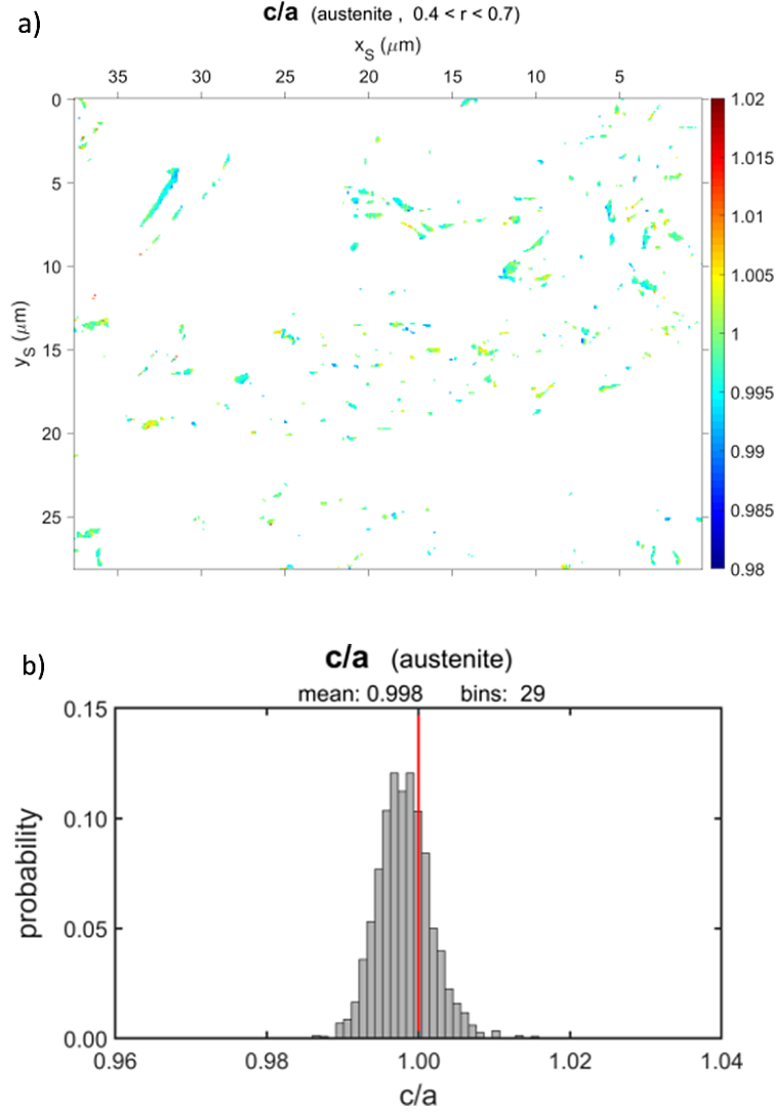 a)
c/a (austenite , 0.4 < r < 0.7)
x_S (μm)
35 30 25 20 15 10 5
0
5
10
15
20
25
y_S (μm)
1.02
1.015
1.01
1.005
1
0.995
0.99
0.985
0.98
b)
c/a (austenite)
mean: 0.998 bins: 29
0.15
0.10
0.05
0.00
probability
0.96 0.98 1.00 1.02 1.04
c/a